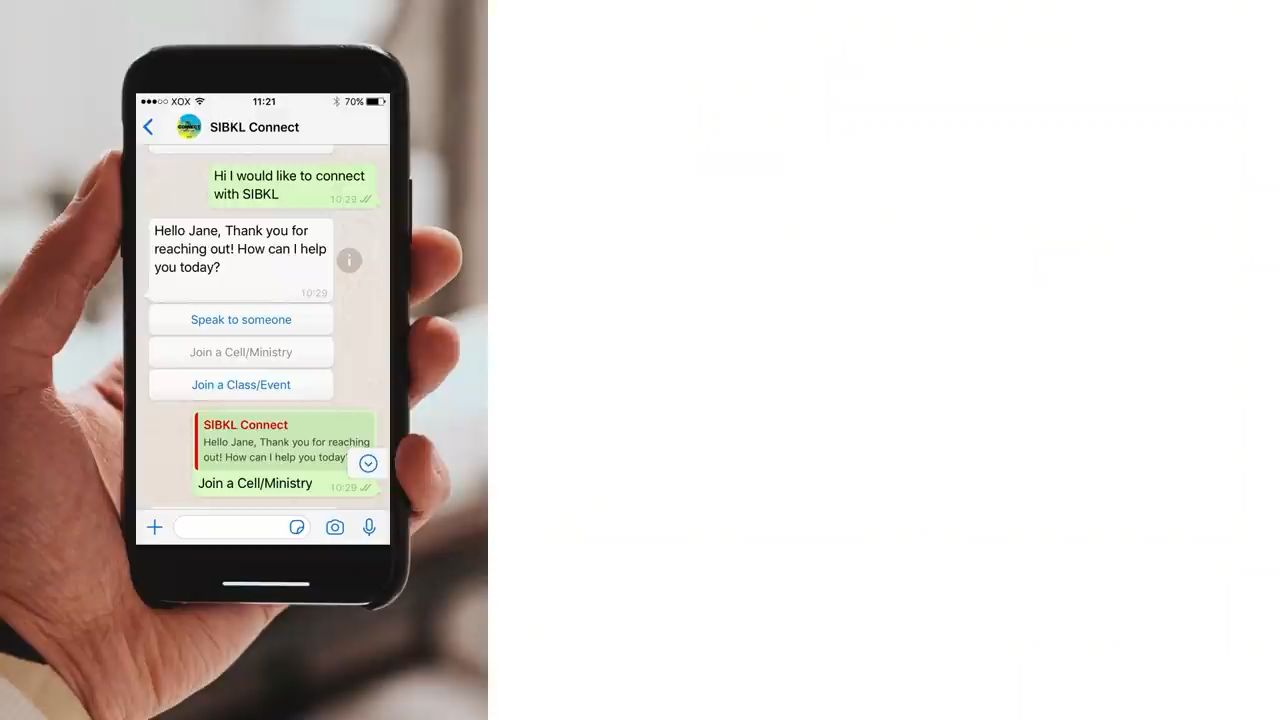 XOX 11:21 70%
SIBKL Connect
Hi I would like to connect
with SIBKL
10:29
Hello Jane, Thank you for
reaching out! How can I help
you today?
10:29
Speak to someone
Join a Cell/Ministry
Join a Class/Event
SIBKL Connect
Hello Jane, Thank you for reaching
out! How can I help you today
Join a Cell/Ministry
10:29